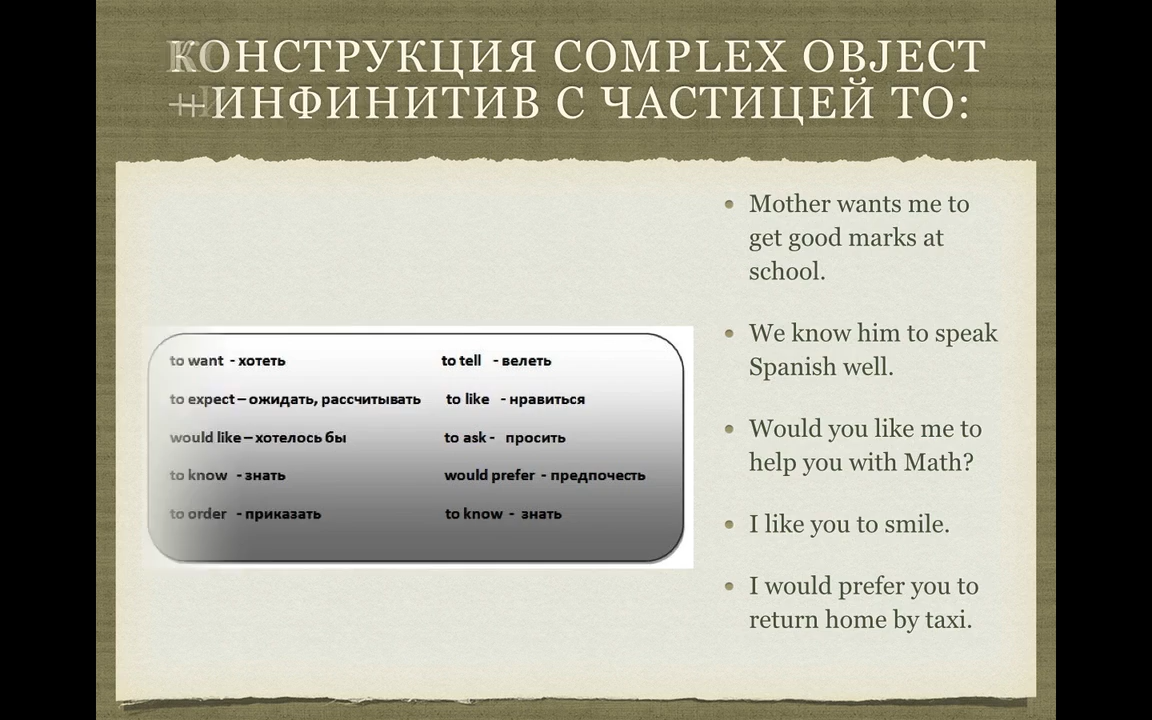 КОНСТРУКЦИЯ COMPLEX OBJECT
+ИНФИНИТИВ С ЧАСТИЦЕЙ TO:
to want - хотеть
to expect – ожидать, рассчитывать
would like – хотелось бы
to know - знать
to order - приказать
to tell - велеть
to like - нравиться
to ask - просить
would prefer - предпочесть
to know - знать
• Mother wants me to
get good marks at
school.
• We know him to speak
Spanish well.
• Would you like me to
help you with Math?
• I like you to smile.
• I would prefer you to
return home by taxi.